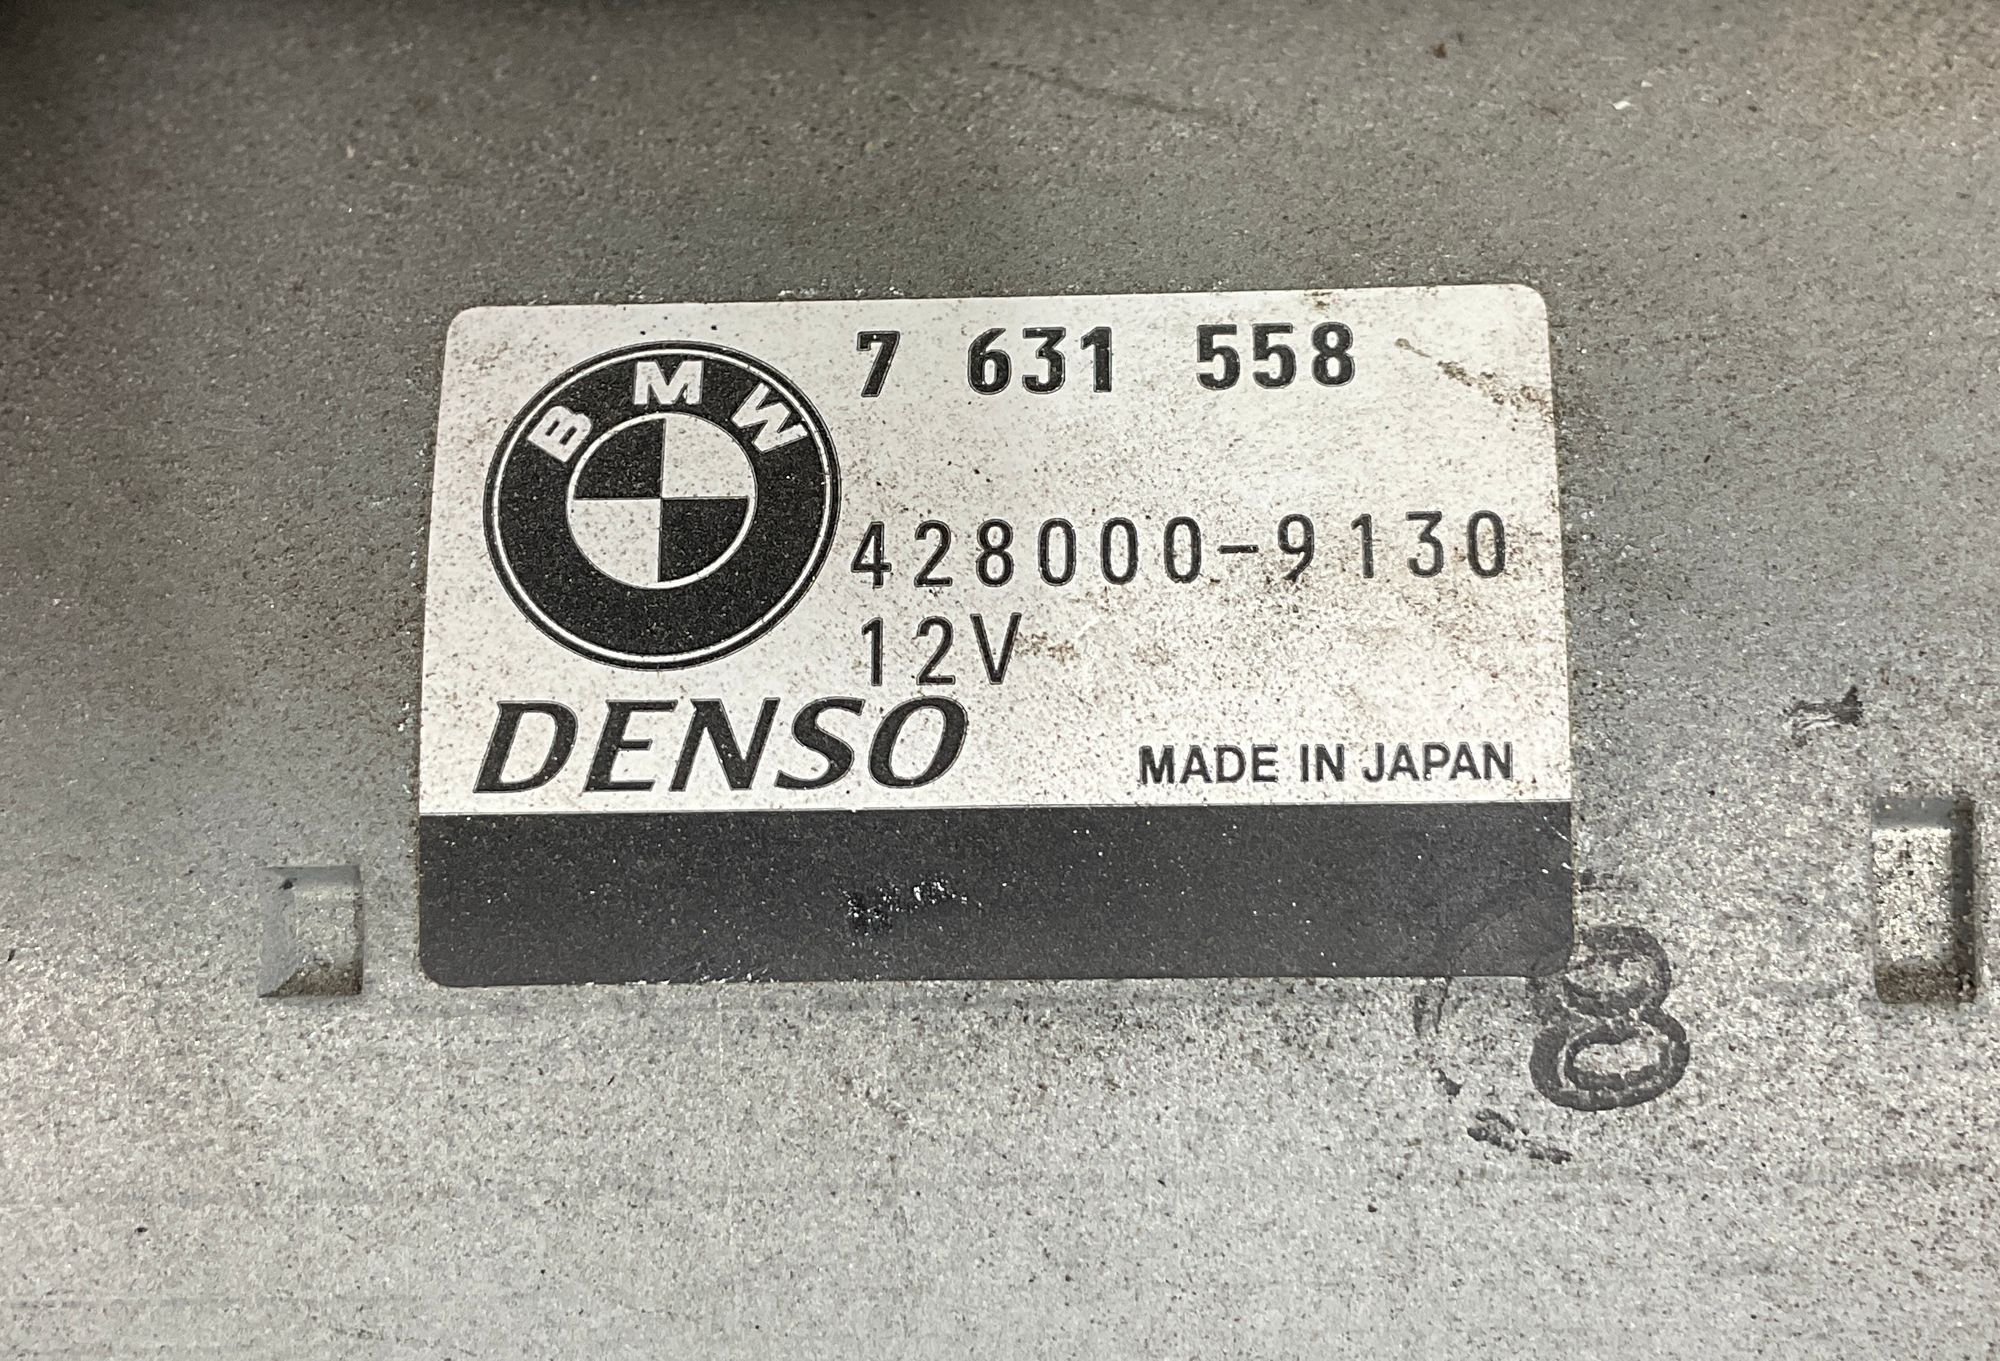 BMW
7 631 558
428000-9130
12V
DENSO
MADE IN JAPAN
8